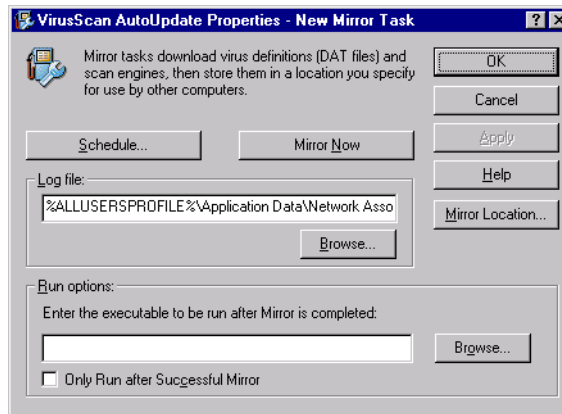 VirusScan AutoUpdate Properties - New Mirror Task
Mirror tasks download virus definitions (DAT files) and
scan engines, then store them in a location you specify
for use by other computers.
OK
Cancel
Apply
Help
Mirror Location...
Schedule...
Mirror Now
Log file:
%ALLUSERSPROFILE%\Application Data\Network Asso
Browse...
Run options:
Enter the executable to be run after Mirror is completed:
Browse...
Only Run after Successful Mirror